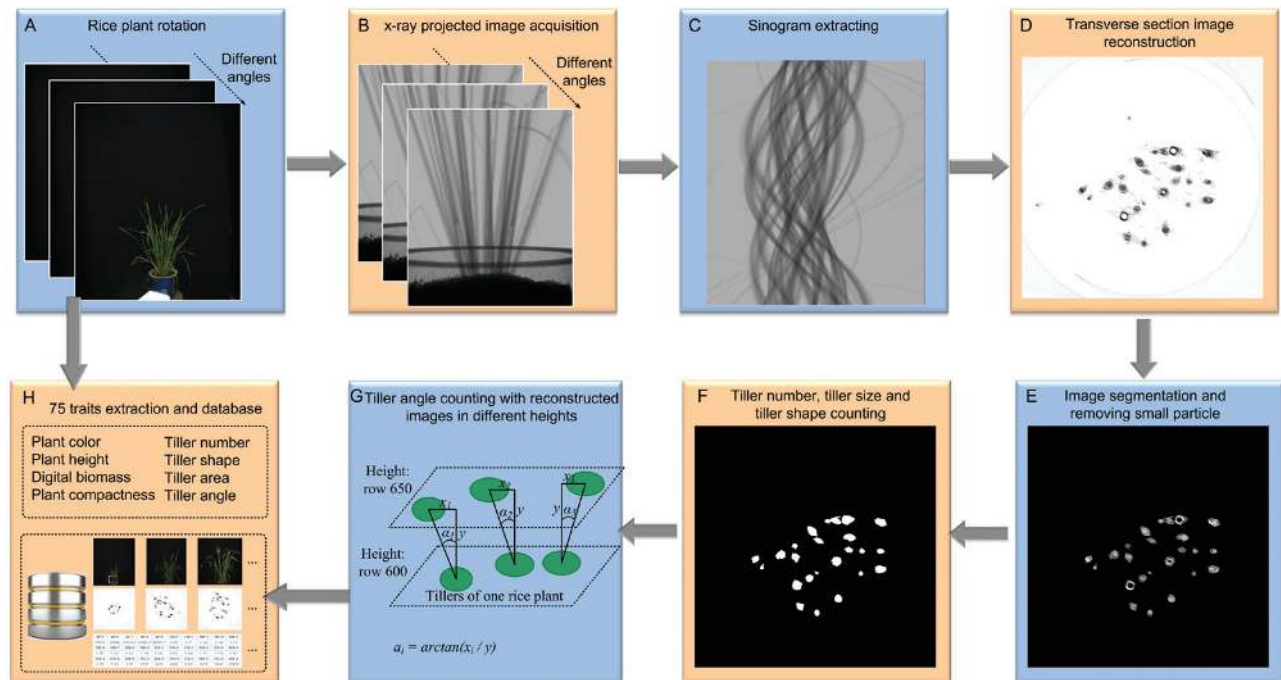 A
Rice plant rotation
Different
angles
B
x-ray projected image acquisition
Different
angles
C
Sinogram extracting
D
Transverse section image
reconstruction
E
Image segmentation and
removing small particle
F
Tiller number, tiller size and
tiller shape counting
G
Tiller angle counting with reconstructed
images in different heights
Height:
row 650
x₁
x₂
x₃
α₁
y
α₂
y
y
α₃
Height:
row 600
Tillers of one rice plant
aᵢ = arctan(xᵢ / y)
H
75 traits extraction and database
Plant color
Plant height
Digital biomass
Plant compactness
Tiller number
Tiller shape
Tiller area
Tiller angle
...
...
...